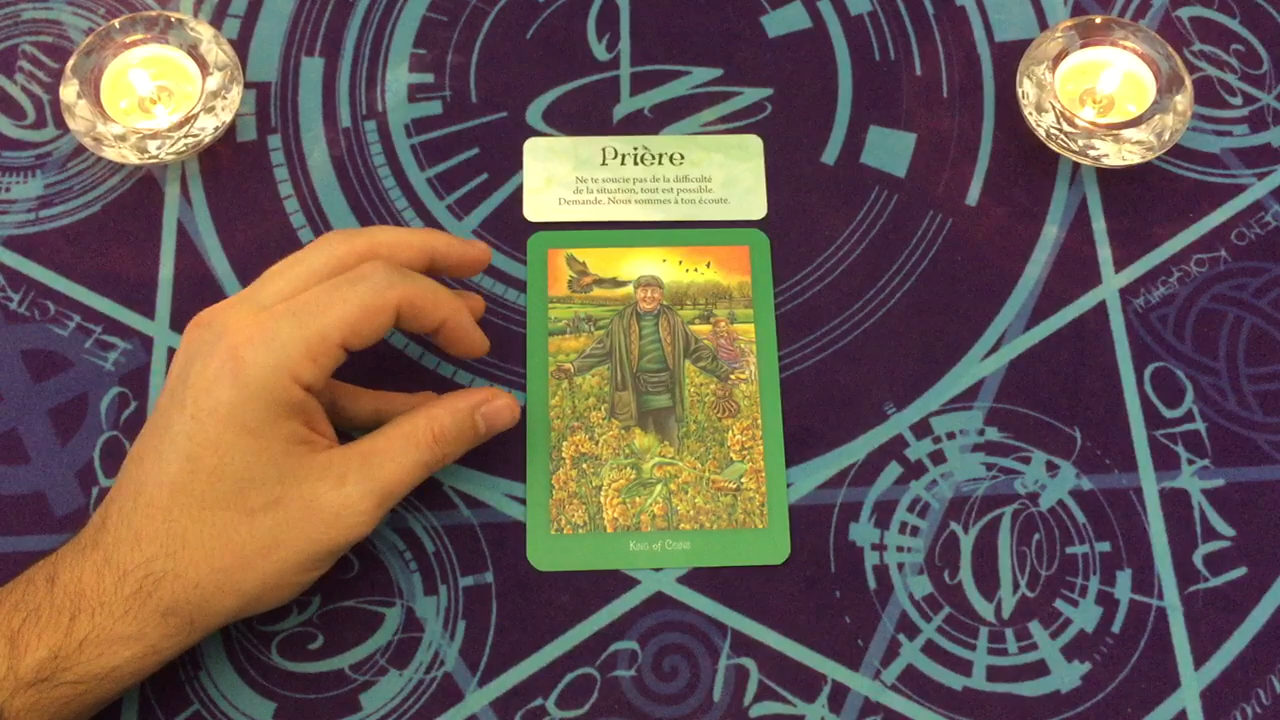 Prière
Ne te soucie pas de la difficulté
de la situation, tout est possible.
Demande. Nous sommes à ton écoute.
King of Coins
OTAKU